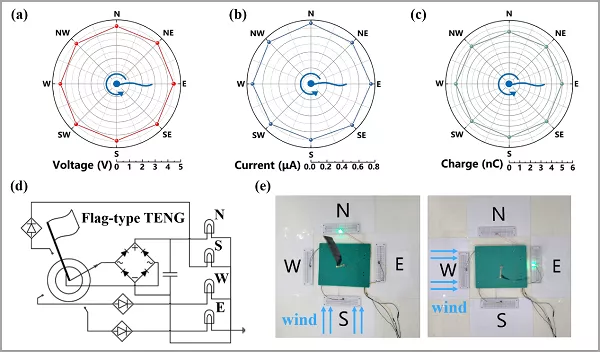 (a)
N
NE
E
SE
S
SW
W
NW
Voltage (V)
0 1 2 3 4 5
(b)
N
NE
E
SE
S
SW
W
NW
Current (μA)
0.0 0.2 0.4 0.6 0.8
(c)
N
NE
E
SE
S
SW
W
NW
Charge (nC)
0 1 2 3 4 5 6
(d)
Flag-type TENG
N
S
W
E
(e)
N
W
E
S
wind
N
W
E
S
wind